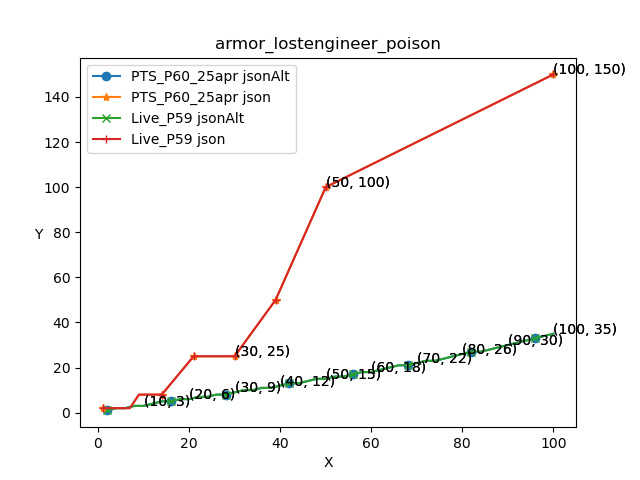 armor_lostengineer_poison
PTS_P60_25apr jsonAlt
PTS_P60_25apr json
Live_P59 jsonAlt
Live_P59 json
(100, 150)
140
120
100
(50, 100)
80
Y
60
40
(100, 35)
(90, 30)
(80, 26)
(30, 25)
(70, 22)
20
(60, 18)
(50, 15)
(40, 12)
(30, 9)
(20, 6)
(10, 3)
0
0 20 40 60 80 100
X